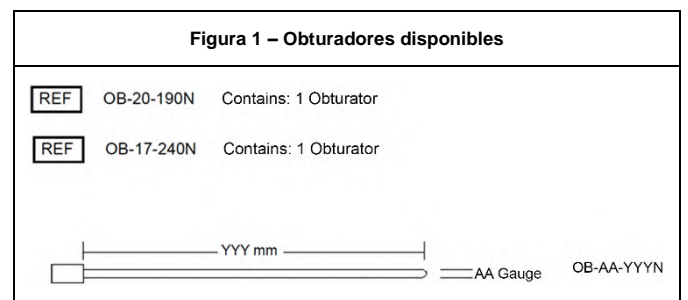 Figura 1 – Obturadores disponibles
REF OB-20-190N Contains: 1 Obturator
REF OB-17-240N Contains: 1 Obturator
YYY mm
AA Gauge OB-AA-YYYN